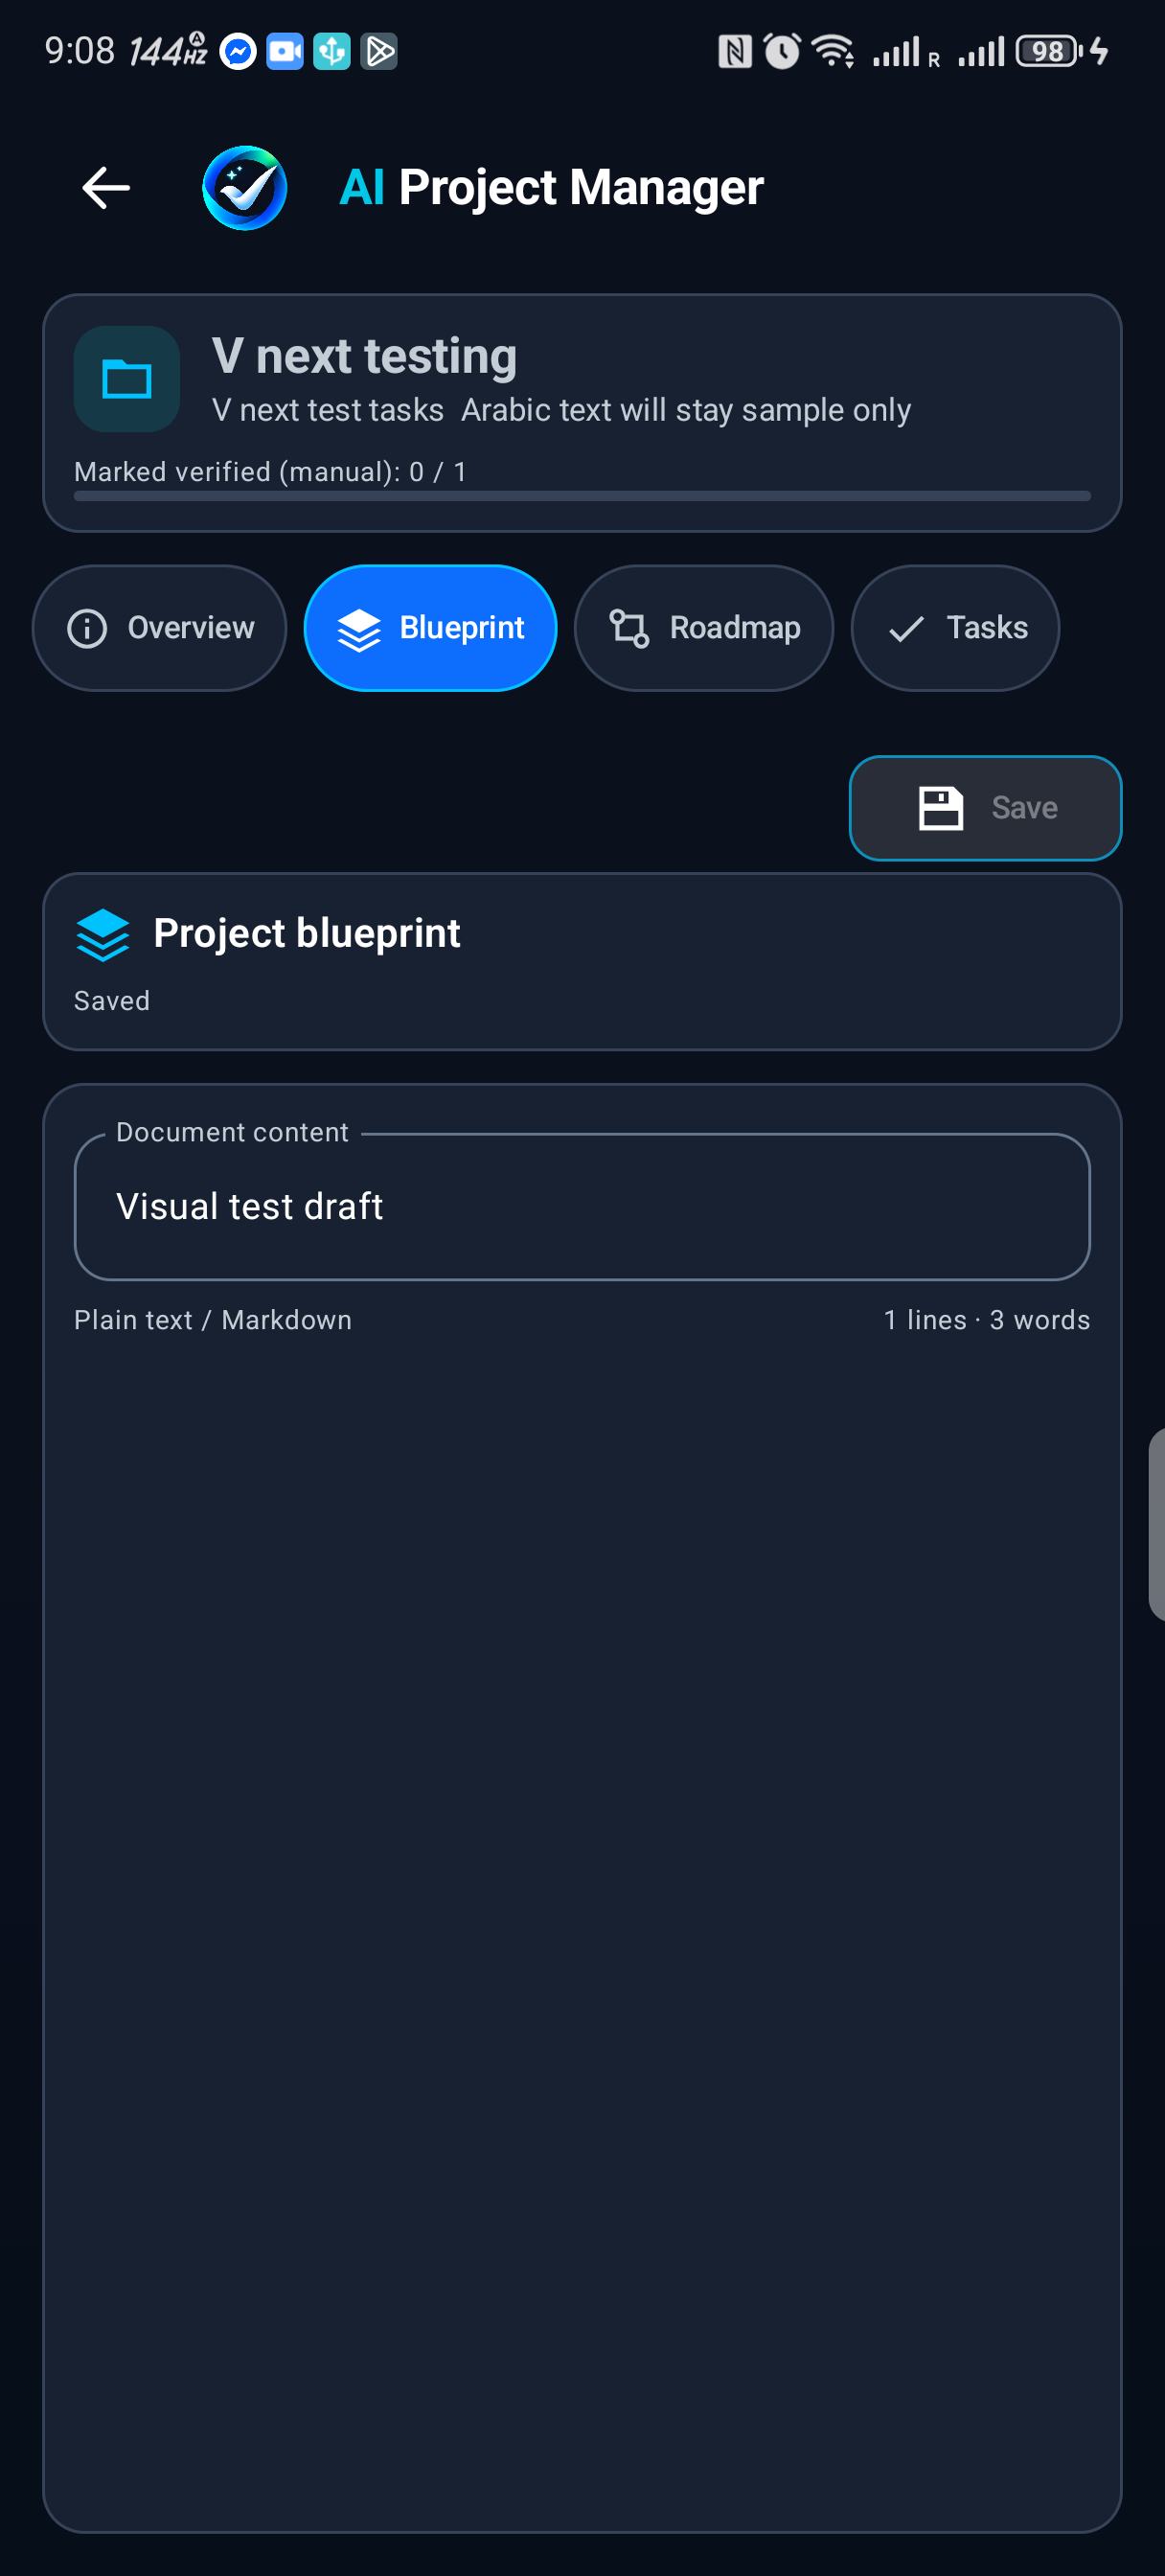 9:08 144HZ A R 98
AI Project Manager
V next testing
V next test tasks  Arabic text will stay sample only
Marked verified (manual): 0 / 1
Overview Blueprint Roadmap Tasks
Save
Project blueprint
Saved
Document content
Visual test draft
Plain text / Markdown 1 lines · 3 words